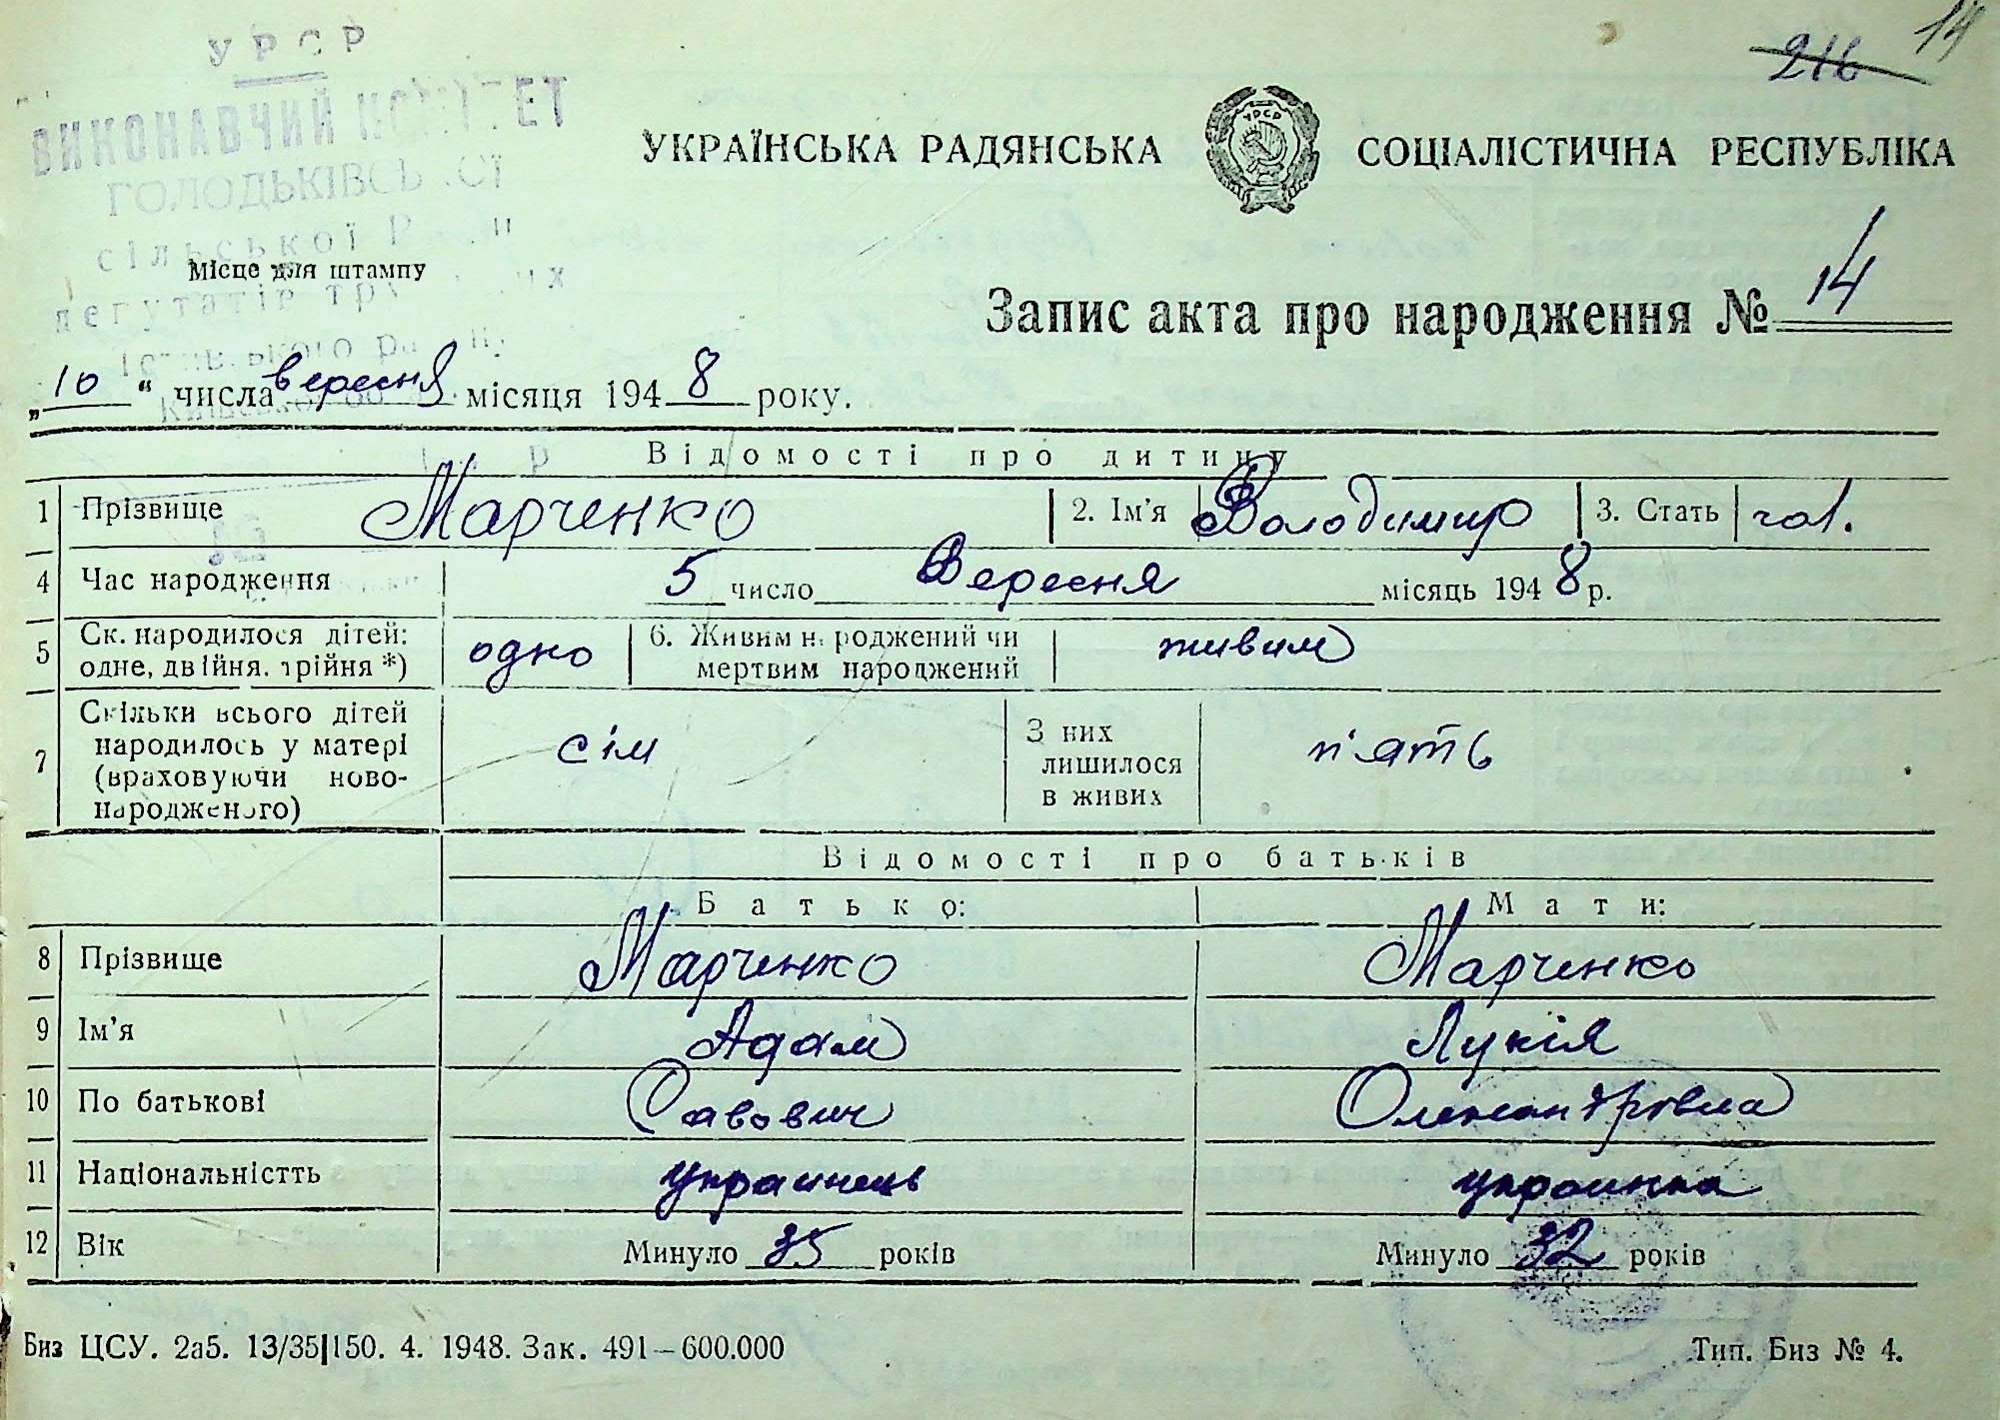 14
216
УРСР
ВИКОНАВЧИЙ КОМІТЕТ
ГОЛОДЬКІВСЬКОЇ
сільської Ради
депутатів трудящих
УКРАЇНСЬКА РАДЯНСЬКА СОЦІАЛІСТИЧНА РЕСПУБЛІКА
УРСР
Місце для штампу
Запис акта про народження № 14
„10“ числа вересня місяця 1948 року.
Відомості про дитину
1 Прізвище Марченко 2. Ім'я Володимир 3. Стать чол.
4 Час народження 5 число Вересня місяць 1948 р.
5 Ск. народилося дітей: одне, двійня, трійня *) одно 6. Живим народжений чи мертвим народжений живим
7 Скільки всього дітей народилось у матері (враховуючи новонародженого) сім З них лишилося в живих п'ять
Відомості про батьків
Батько: Мати:
8 Прізвище Марченко Марченко
9 Ім'я Адам Лукія
10 По батькові Савович Олександрівна
11 Національністть украинець украинка
12 Вік Минуло 35 років Минуло 32 років
Биз ЦСУ. 2а5. 13/35|150. 4. 1948. Зак. 491—600.000 Тип. Биз № 4.